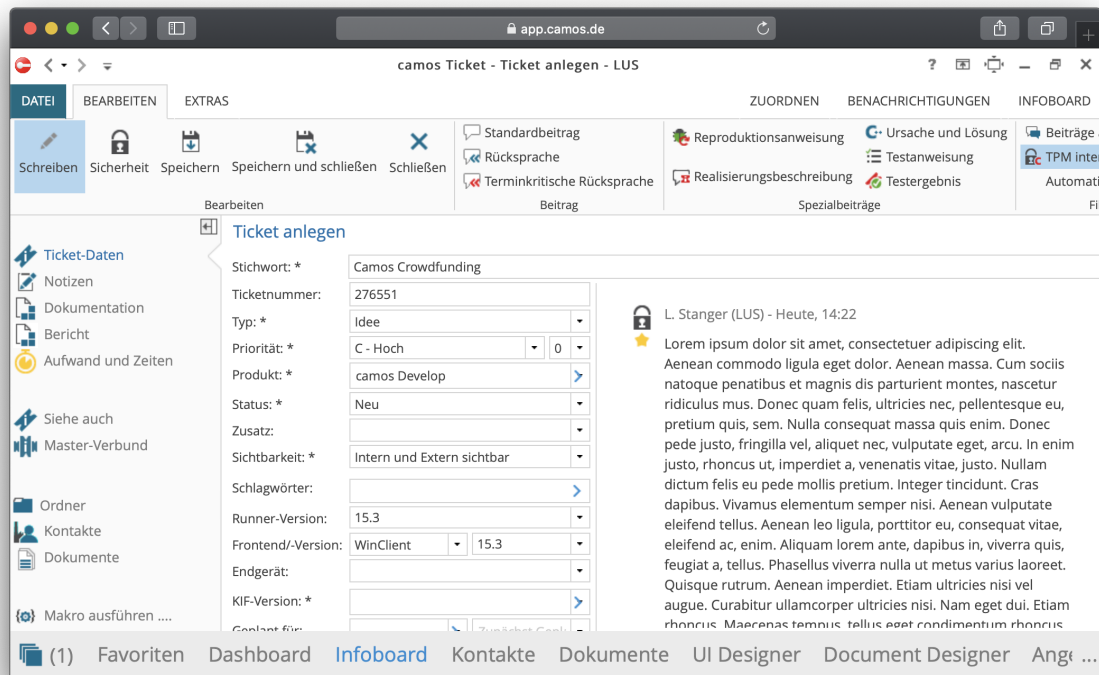 app.camos.de
camos Ticket - Ticket anlegen - LUS
?
DATEI BEARBEITEN EXTRAS ZUORDNEN BENACHRICHTIGUNGEN INFOBOARD
Schreiben Sicherheit Speichern Speichern und schließen Schließen
Bearbeiten
Standardbeitrag
Rücksprache
Terminkritische Rücksprache
Beitrag
Reproduktionsanweisung
Realisierungsbeschreibung
Ursache und Lösung
Testanweisung
Testergebnis
Spezialbeiträge
Beiträge
TPM inter
Automati
Fi
Ticket-Daten
Notizen
Dokumentation
Bericht
Aufwand und Zeiten
Siehe auch
Master-Verbund
Ordner
Kontakte
Dokumente
Makro ausführen ....
Ticket anlegen
Stichwort: * Camos Crowdfunding
Ticketnummer: 276551
Typ: * Idee
Priorität: * C - Hoch 0
Produkt: * camos Develop
Status: * Neu
Zusatz:
Sichtbarkeit: * Intern und Extern sichtbar
Schlagwörter:
Runner-Version: 15.3
Frontend/-Version: WinClient 15.3
Endgerät:
KIF-Version: *
Geplant für:
L. Stanger (LUS) - Heute, 14:22
Lorem ipsum dolor sit amet, consectetuer adipiscing elit.
Aenean commodo ligula eget dolor. Aenean massa. Cum sociis
natoque penatibus et magnis dis parturient montes, nascetur
ridiculus mus. Donec quam felis, ultricies nec, pellentesque eu,
pretium quis, sem. Nulla consequat massa quis enim. Donec
pede justo, fringilla vel, aliquet nec, vulputate eget, arcu. In enim
justo, rhoncus ut, imperdiet a, venenatis vitae, justo. Nullam
dictum felis eu pede mollis pretium. Integer tincidunt. Cras
dapibus. Vivamus elementum semper nisi. Aenean vulputate
eleifend tellus. Aenean leo ligula, porttitor eu, consequat vitae,
eleifend ac, enim. Aliquam lorem ante, dapibus in, viverra quis,
feugiat a, tellus. Phasellus viverra nulla ut metus varius laoreet.
Quisque rutrum. Aenean imperdiet. Etiam ultricies nisi vel
augue. Curabitur ullamcorper ultricies nisi. Nam eget dui. Etiam
rhoncus. Maecenas tempus, tellus eget condimentum rhoncus
(1) Favoriten Dashboard Infoboard Kontakte Dokumente UI Designer Document Designer Ange ...